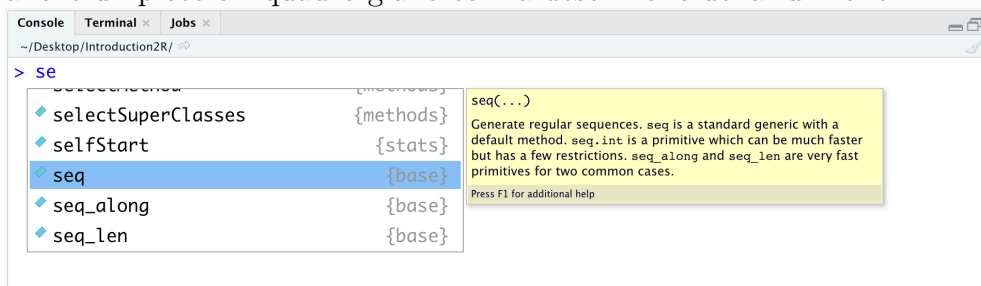 Console Terminal × Jobs ×
~/Desktop/Introduction2R/
> se
selectSuperClasses {methods}
selfStart {stats}
seq {base}
seq_along {base}
seq_len {base}
seq(...)
Generate regular sequences. seq is a standard generic with a
default method. seq.int is a primitive which can be much faster
but has a few restrictions. seq_along and seq_len are very fast
primitives for two common cases.
Press F1 for additional help